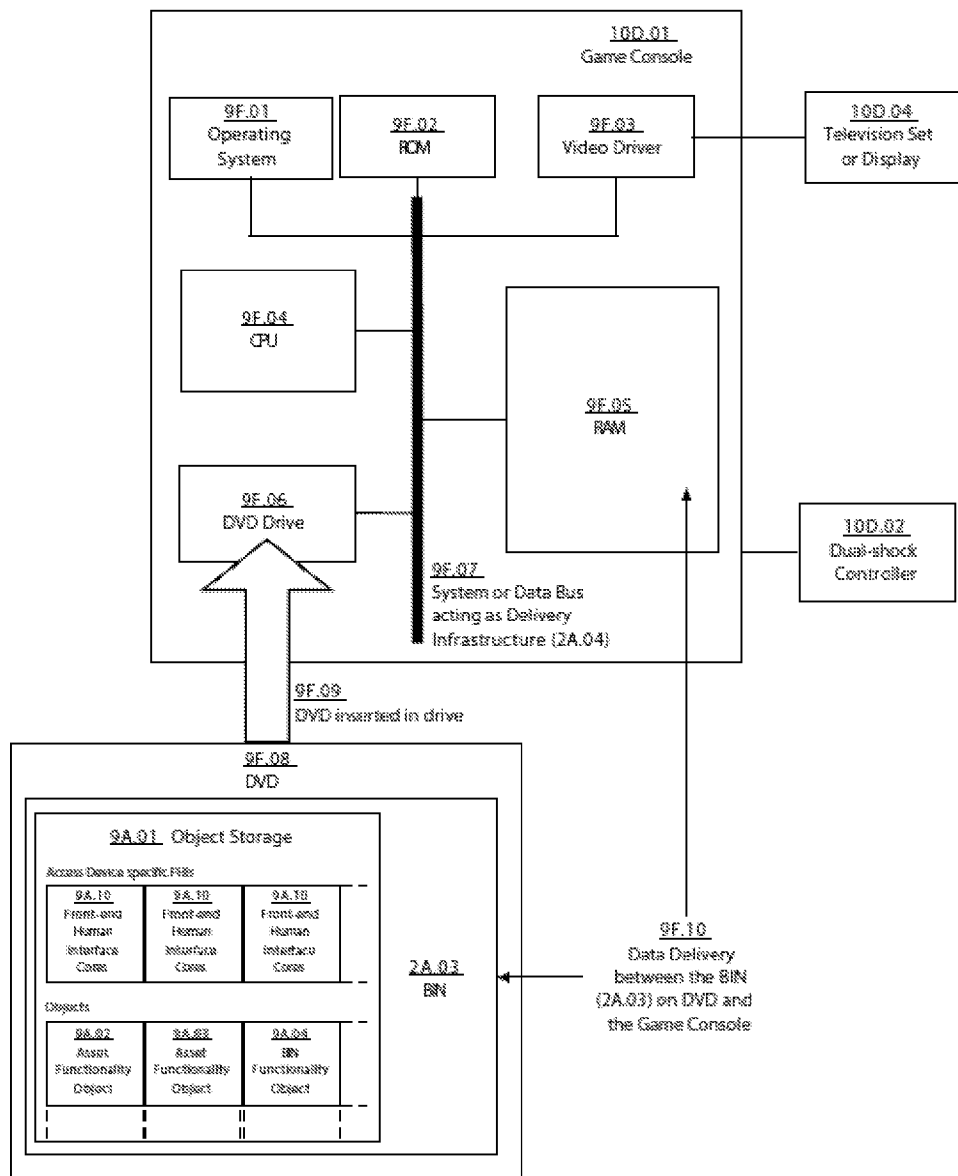 10D.01
Game Console
9F.01
Operating
System
9F.02
ROM
9F.03
Video Driver
10D.04
Television Set
or Display
9F.04
CPU
9F.05
RAM
9F.06
DVD Drive
10D.02
Dual-shock
Controller
9F.07
System or Data Bus
acting as Delivery
Infrastructure (2A.04)
9F.09
DVD inserted in drive
9F.08
DVD
9A.01 Object Storage
Access Device specific FHIs
9A.10
Front-end
Human
Interface
Cores
9A.10
Front-end
Human
Interface
Cores
9A.10
Front-end
Human
Interface
Cores
2A.03
BIN
9F.10
Data Delivery
between the BIN
(2A.03) on DVD and
the Game Console
Objects
9A.02
Asset
Functionality
Object
9A.03
Asset
Functionality
Object
9A.04
BIN
Functionality
Object